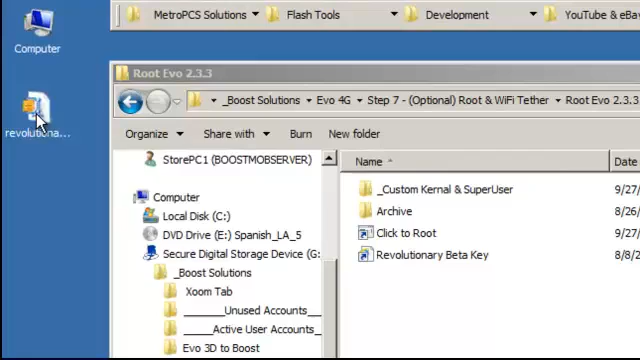 MetroPCS Solutions
Flash Tools
Development
YouTube & eBa
Computer
revolutiona...
Root Evo 2.3.3
_Boost Solutions
Evo 4G
Step 7 - (Optional) Root & WiFi Tether
Root Evo 2.3.3
Organize
Share with
Burn
New folder
StorePC1 (BOOSTMOBSERVER)
Computer
Local Disk (C:)
DVD Drive (E:) Spanish_LA_5
Secure Digital Storage Device (G:
_Boost Solutions
Xoom Tab
______Unused Accounts____
______Active User Accounts_
Evo 3D to Boost
Name
Date
_Custom Kernal & SuperUser
9/27/
Archive
8/26/
Click to Root
9/27/
Revolutionary Beta Key
8/8/2